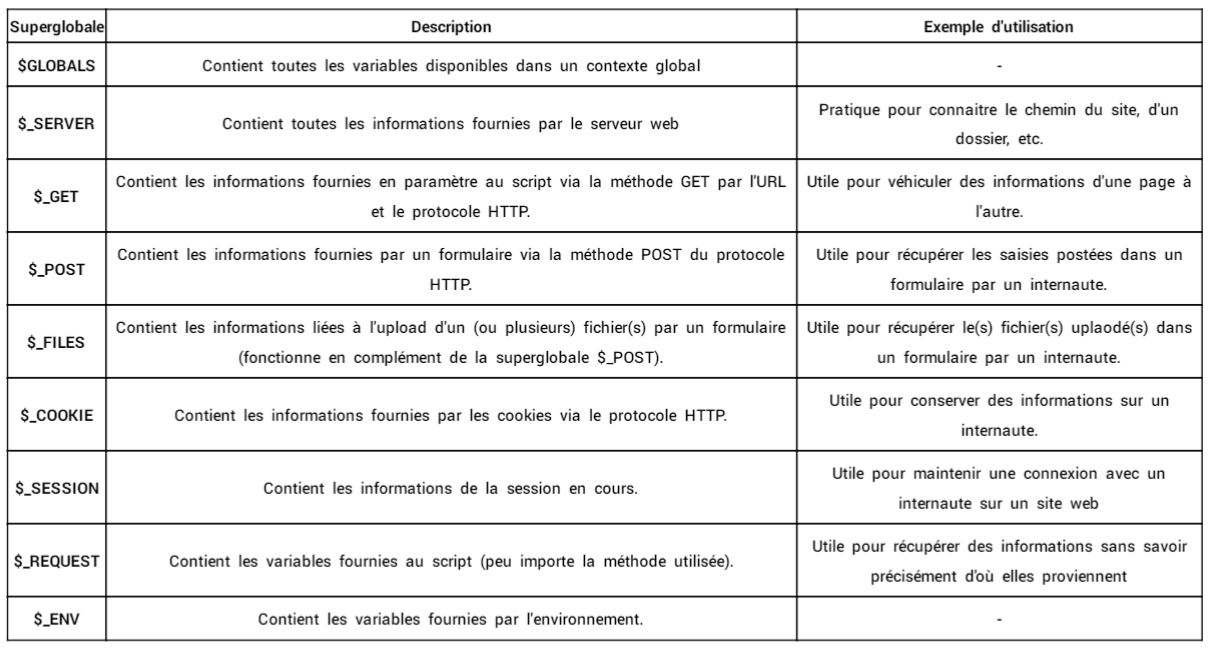 Superglobale Description Exemple d'utilisation
$GLOBALS Contient toutes les variables disponibles dans un contexte global -
$_SERVER Contient toutes les informations fournies par le serveur web
Pratique pour connaitre le chemin du site, d'un
dossier, etc.
$_GET
Contient les informations fournies en paramètre au script via la méthode GET par l'URL
et le protocole HTTP.
Utile pour véhiculer des informations d'une page à
l'autre.
$_POST
Contient les informations fournies par un formulaire via la méthode POST du protocole
HTTP.
Utile pour récupérer les saisies postées dans un
formulaire par un internaute.
$_FILES
Contient les informations liées à l'upload d'un (ou plusieurs) fichier(s) par un formulaire
(fonctionne en complément de la superglobale $_POST).
Utile pour récupérer le(s) fichier(s) uplaodé(s) dans
un formulaire par un internaute.
$_COOKIE Contient les informations fournies par les cookies via le protocole HTTP.
Utile pour conserver des informations sur un
internaute.
$_SESSION Contient les informations de la session en cours.
Utile pour maintenir une connexion avec un
internaute sur un site web
$_REQUEST Contient les variables fournies au script (peu importe la méthode utilisée).
Utile pour récupérer des informations sans savoir
précisément d'où elles proviennent
$_ENV Contient les variables fournies par l'environnement. -